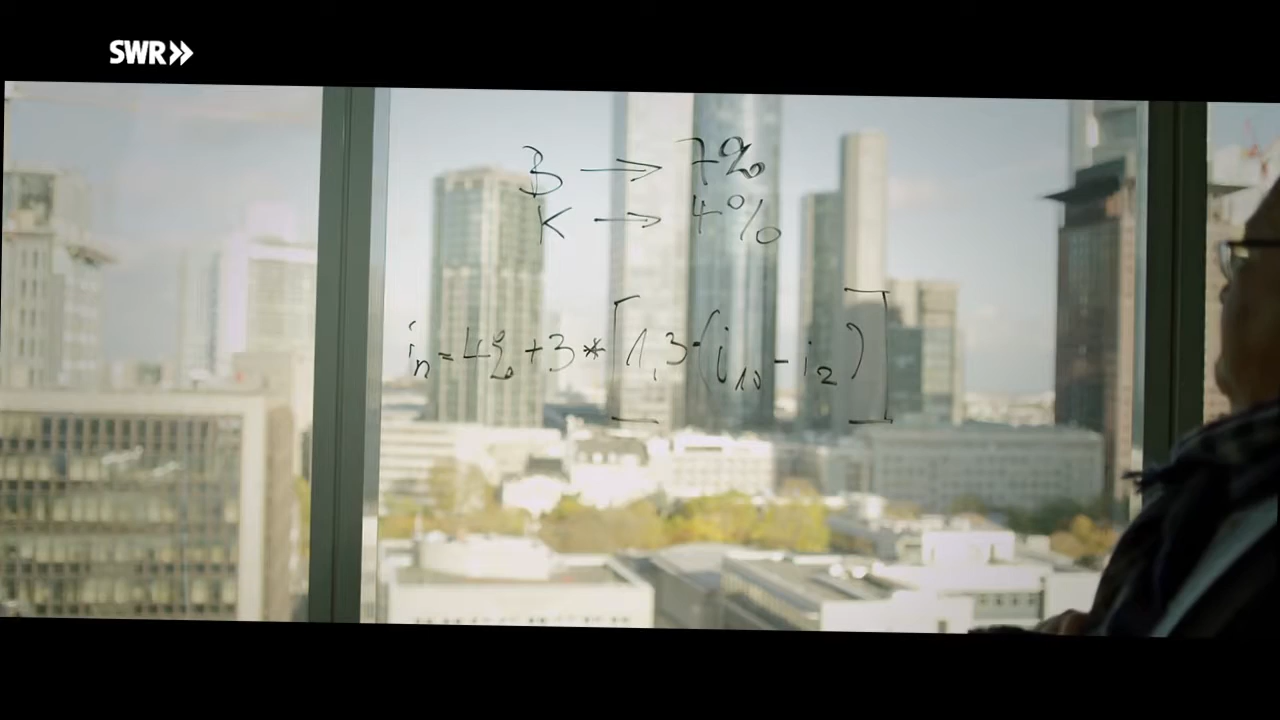 SWR
B → 7%
K → 4%
iₙ = 4% + 3 * [1,3 - (i₁₀ - i₂)]